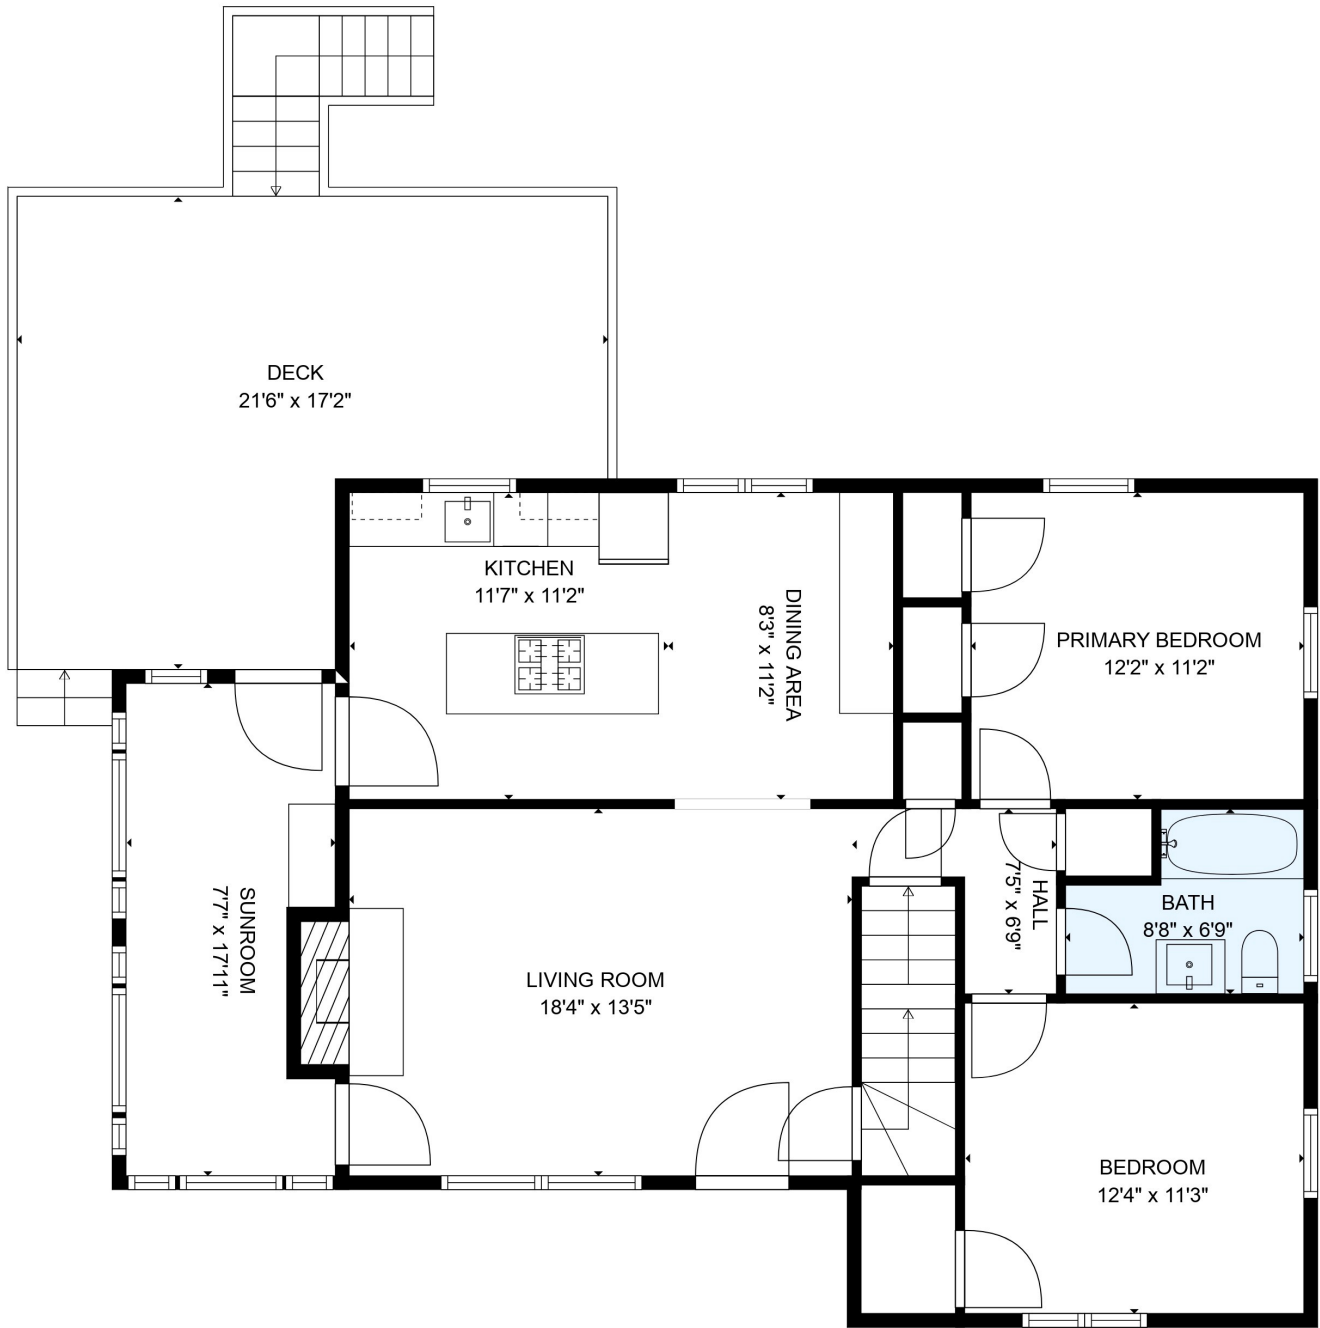 DECK
21'6" x 17'2"
KITCHEN
11'7" x 11'2"
DINING AREA
8'3" x 11'2"
PRIMARY BEDROOM
12'2" x 11'2"
SUNROOM
7'7" x 17'11"
LIVING ROOM
18'4" x 13'5"
HALL
7'5" x 6'9"
BATH
8'8" x 6'9"
BEDROOM
12'4" x 11'3"